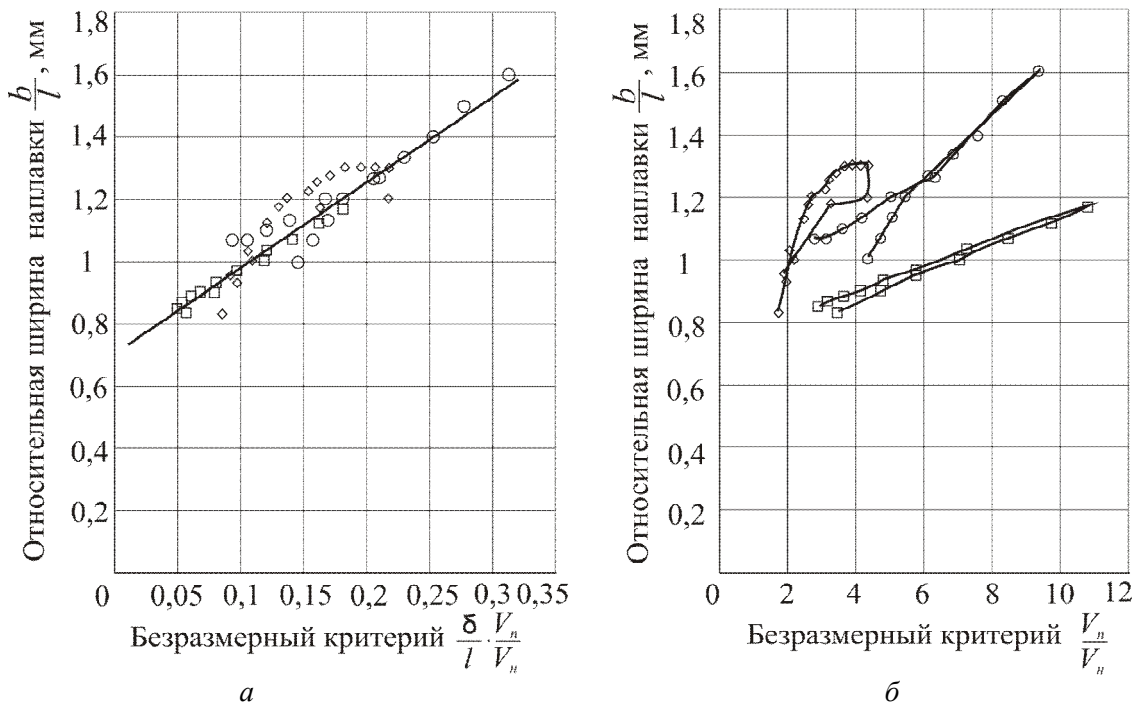 Относительная ширина наплавки b/l, мм
1,8
1,6
1,4
1,2
1
0,8
0,6
0,4
0,2
0 0,05 0,1 0,15 0,2 0,25 0,3 0,35
Безразмерный критерий δ/l · Vп/Vн
а
Относительная ширина наплавки b/l, мм
1,8
1,6
1,4
1,2
1
0,8
0,6
0,4
0,2
0 2 4 6 8 10 12
Безразмерный критерий Vп/Vн
б